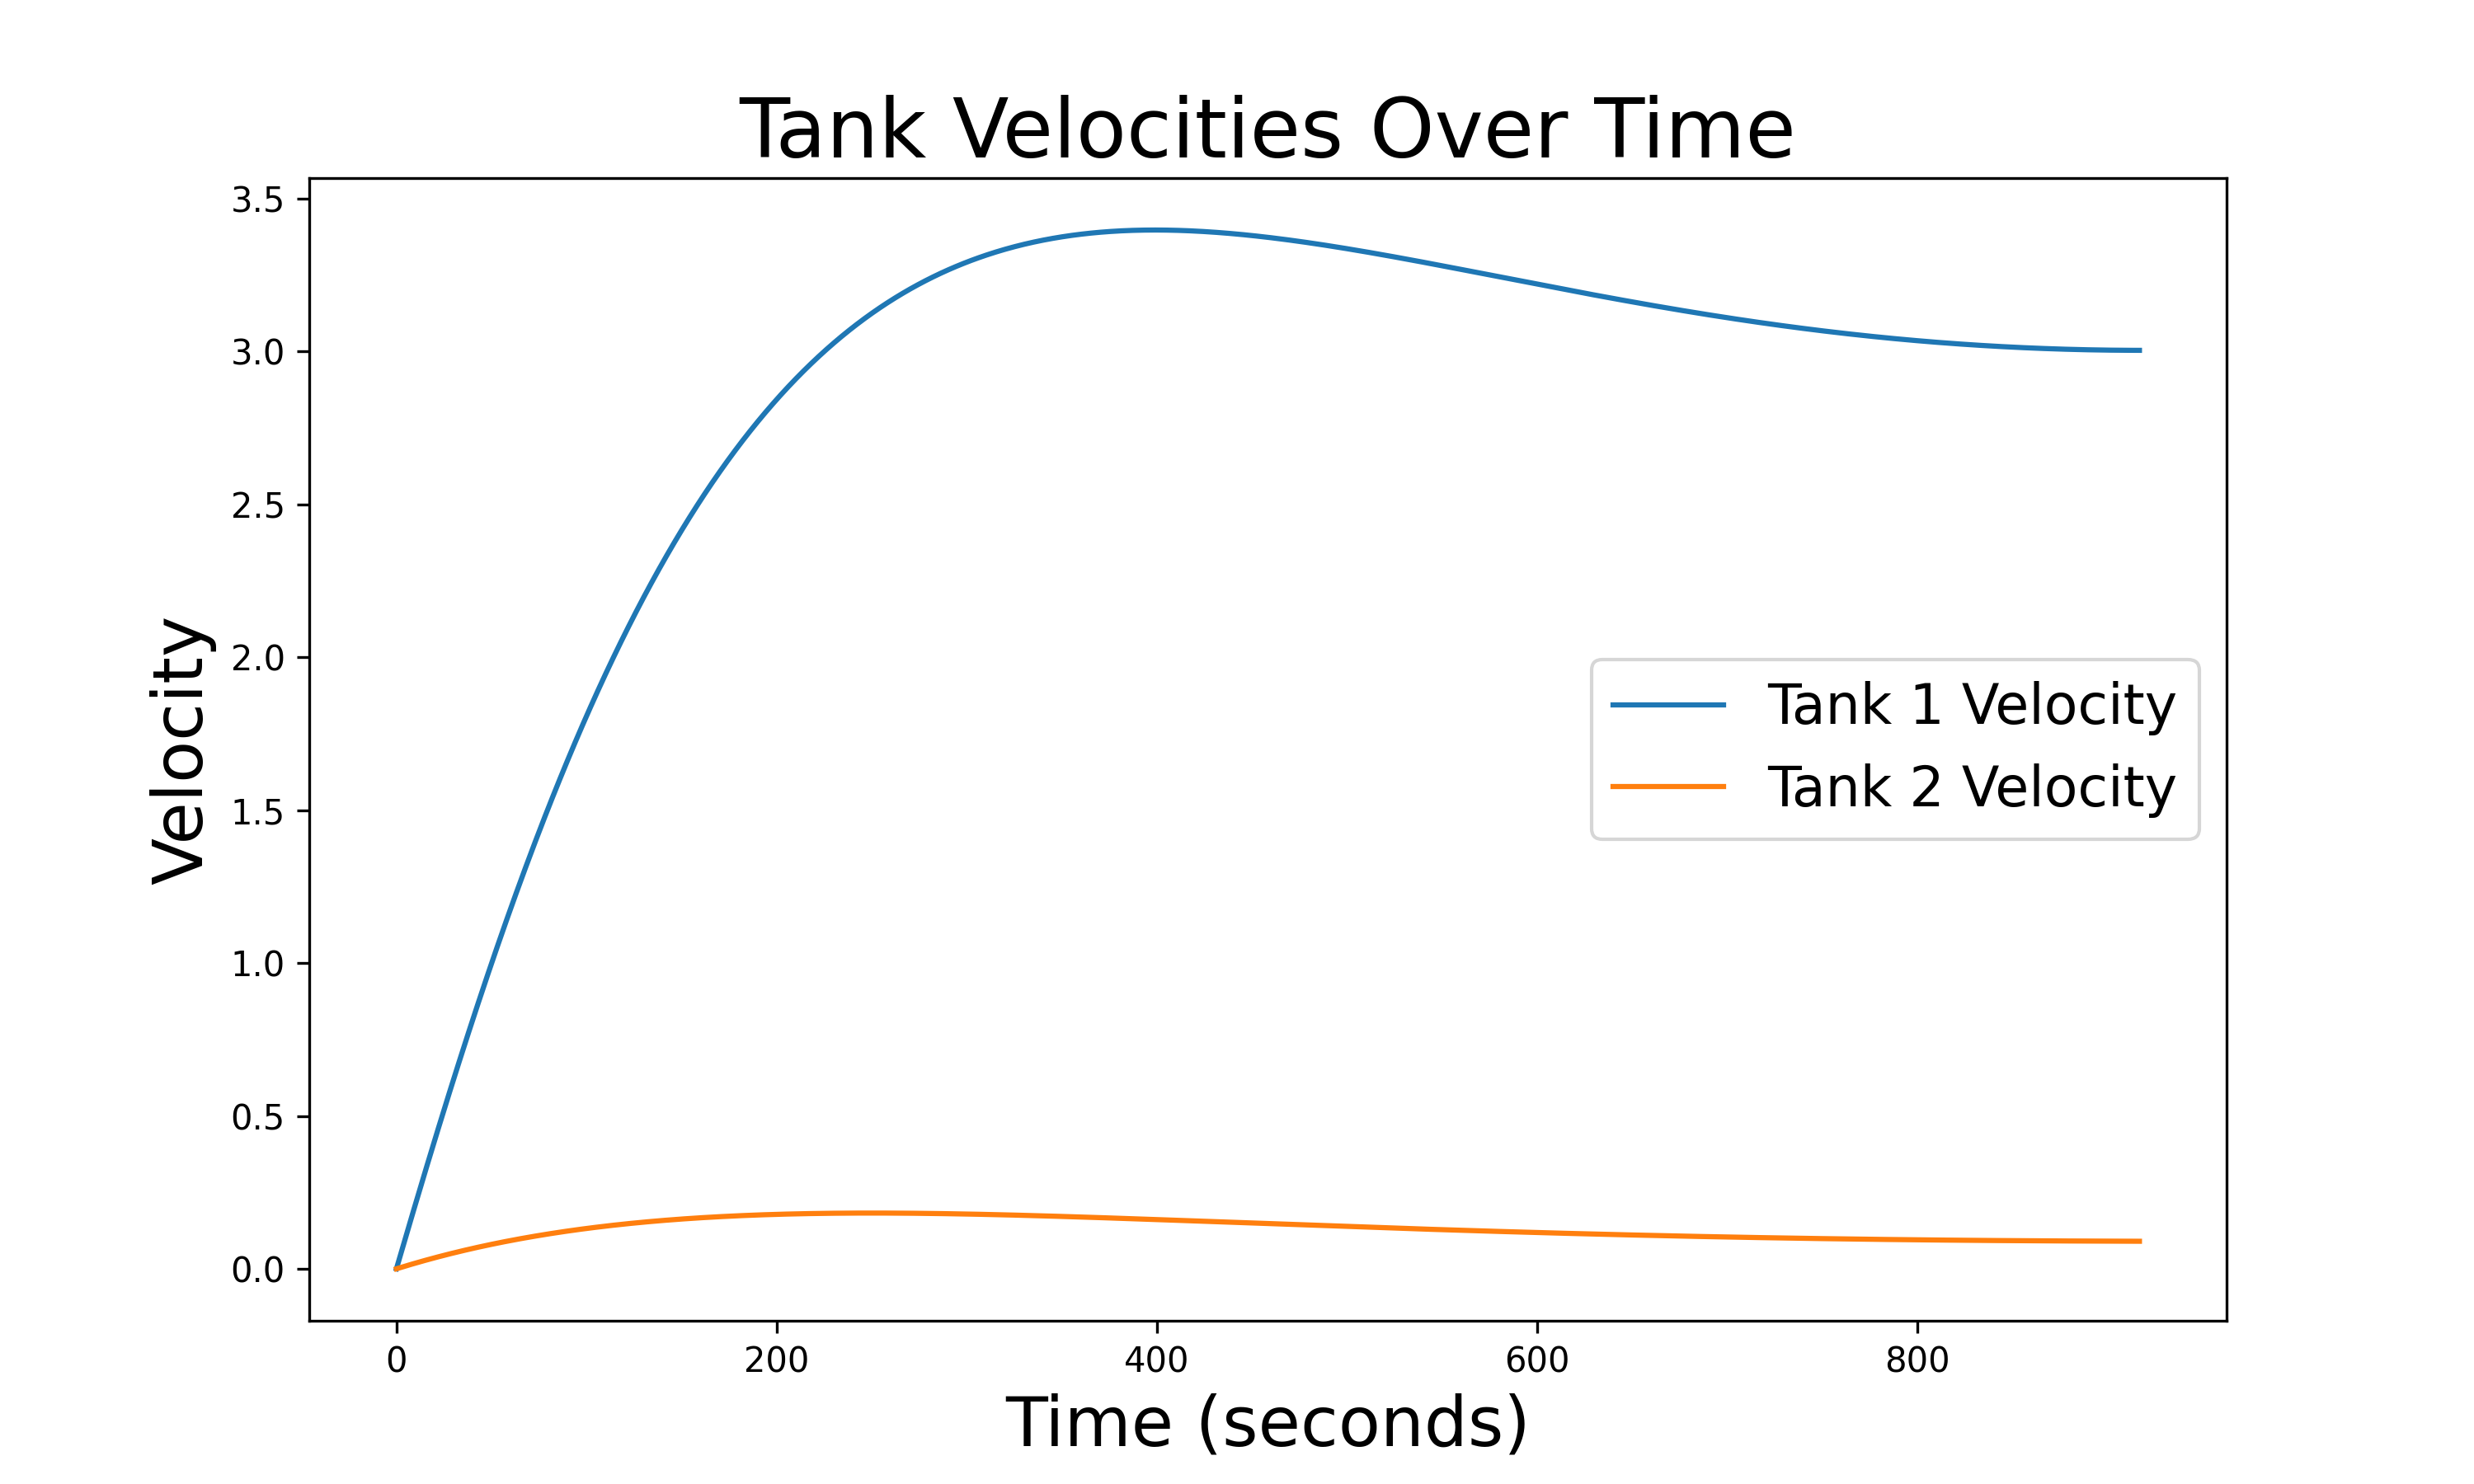 Tank Velocities Over Time
3.5
3.0
2.5
2.0
1.5
1.0
0.5
0.0
Velocity
Tank 1 Velocity
Tank 2 Velocity
0 200 400 600 800
Time (seconds)